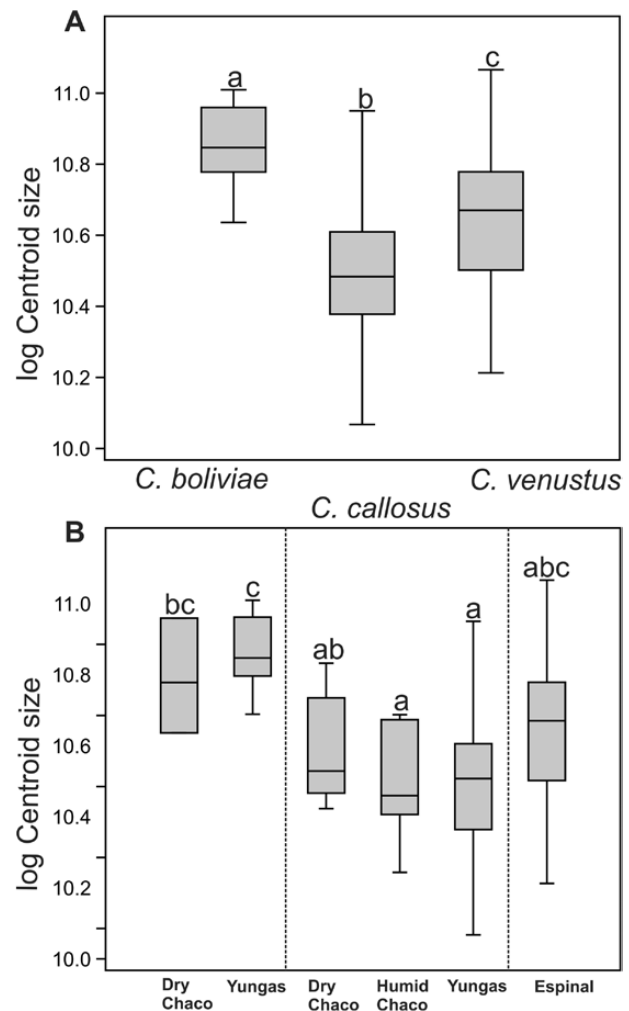 A
a
b
c
log Centroid size
11.0
10.8
10.6
10.4
10.2
10.0
C. boliviae
C. venustus
C. callosus
B
bc
c
ab
a
a
abc
log Centroid size
11.0
10.8
10.6
10.4
10.2
10.0
Dry
Chaco
Yungas
Dry
Chaco
Humid
Chaco
Yungas
Espinal